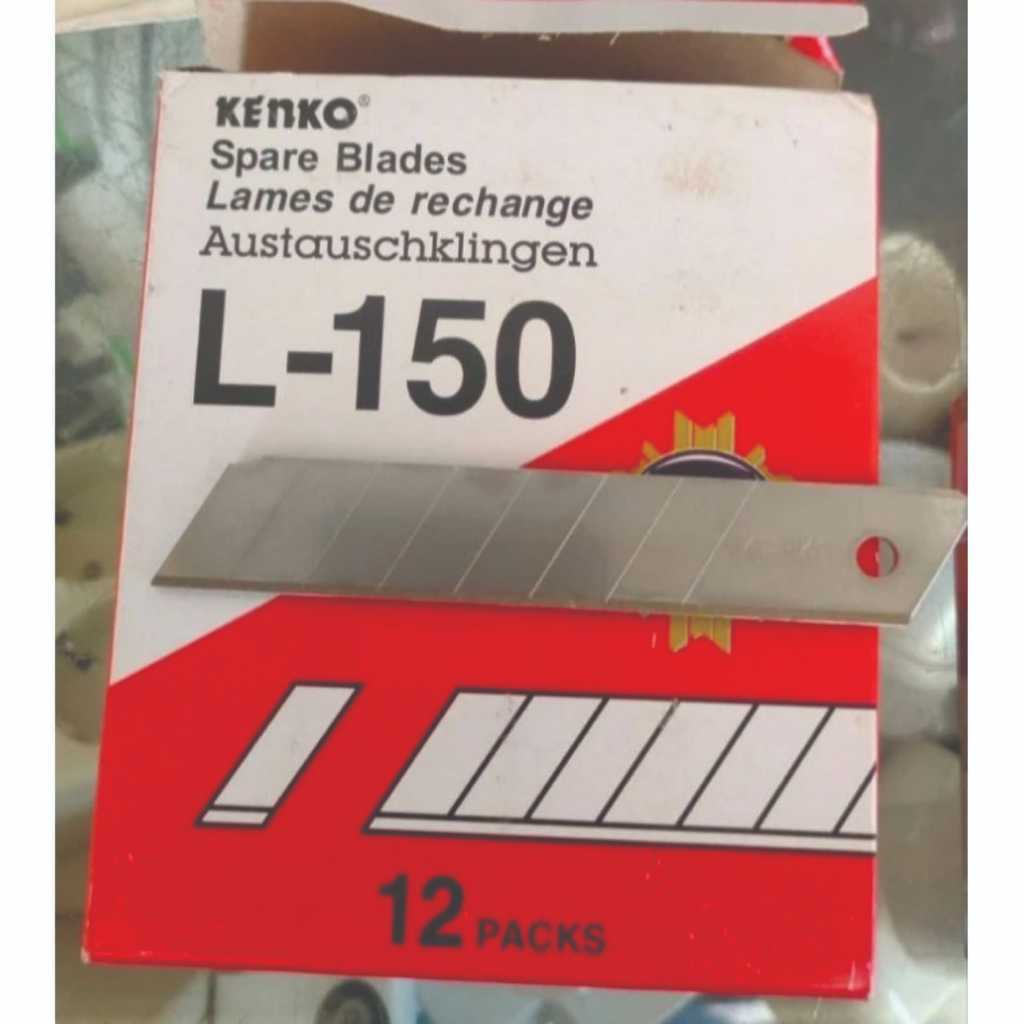 KENKO®
Spare Blades
Lames de rechange
Austauschklingen
L-150
12 PACKS